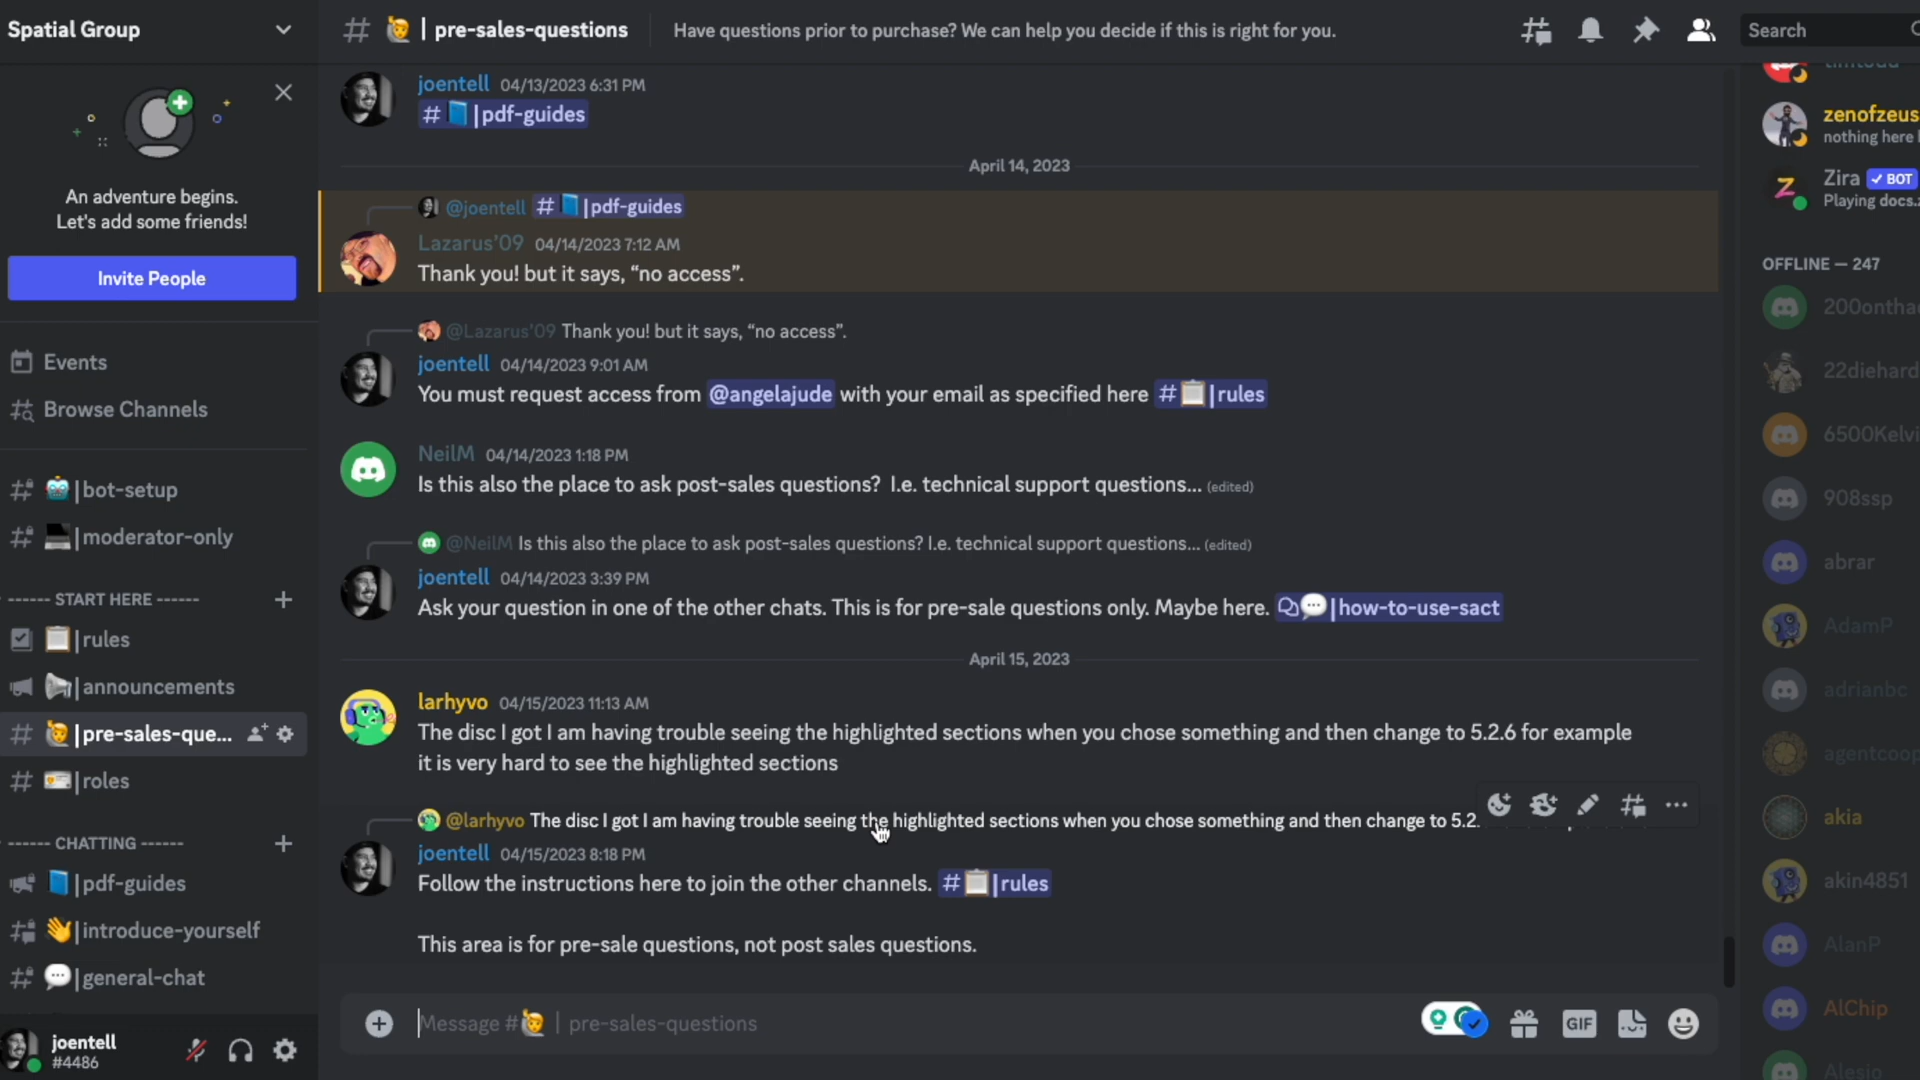 Spatial Group
An adventure begins.
Let's add some friends!
Invite People
Events
Browse Channels
|bot-setup
|moderator-only
------ START HERE ------
|rules
|announcements
|pre-sales-que...
|roles
------ CHATTING ------
|pdf-guides
|introduce-yourself
|general-chat
joentell
#4486
| pre-sales-questions
Have questions prior to purchase? We can help you decide if this is right for you.
Search
joentell 04/13/2023 6:31 PM
# |pdf-guides
April 14, 2023
@joentell # |pdf-guides
Lazarus'09 04/14/2023 7:12 AM
Thank you! but it says, “no access”.
@Lazarus'09 Thank you! but it says, “no access”.
joentell 04/14/2023 9:01 AM
You must request access from @angelajude with your email as specified here # |rules
NeilM 04/14/2023 1:18 PM
Is this also the place to ask post-sales questions? I.e. technical support questions... (edited)
@NeilM Is this also the place to ask post-sales questions? I.e. technical support questions... (edited)
joentell 04/14/2023 3:39 PM
Ask your question in one of the other chats. This is for pre-sale questions only. Maybe here. |how-to-use-sact
April 15, 2023
larhyvo 04/15/2023 11:13 AM
The disc I got I am having trouble seeing the highlighted sections when you chose something and then change to 5.2.6 for example
it is very hard to see the highlighted sections
@larhyvo The disc I got I am having trouble seeing the highlighted sections when you chose something and then change to 5.2.
joentell 04/15/2023 8:18 PM
Follow the instructions here to join the other channels. # |rules
This area is for pre-sale questions, not post sales questions.
Message # | pre-sales-questions
GIF
zenofzeus
nothing here
Zira ✓ BOT
Playing docs.
OFFLINE — 247
200ontha
22diehard
6500Kelvi
908ssp
abrar
AdamP
adrianbc
agentcoop
akia
akin4851
AlanP
AlChip
Alesio